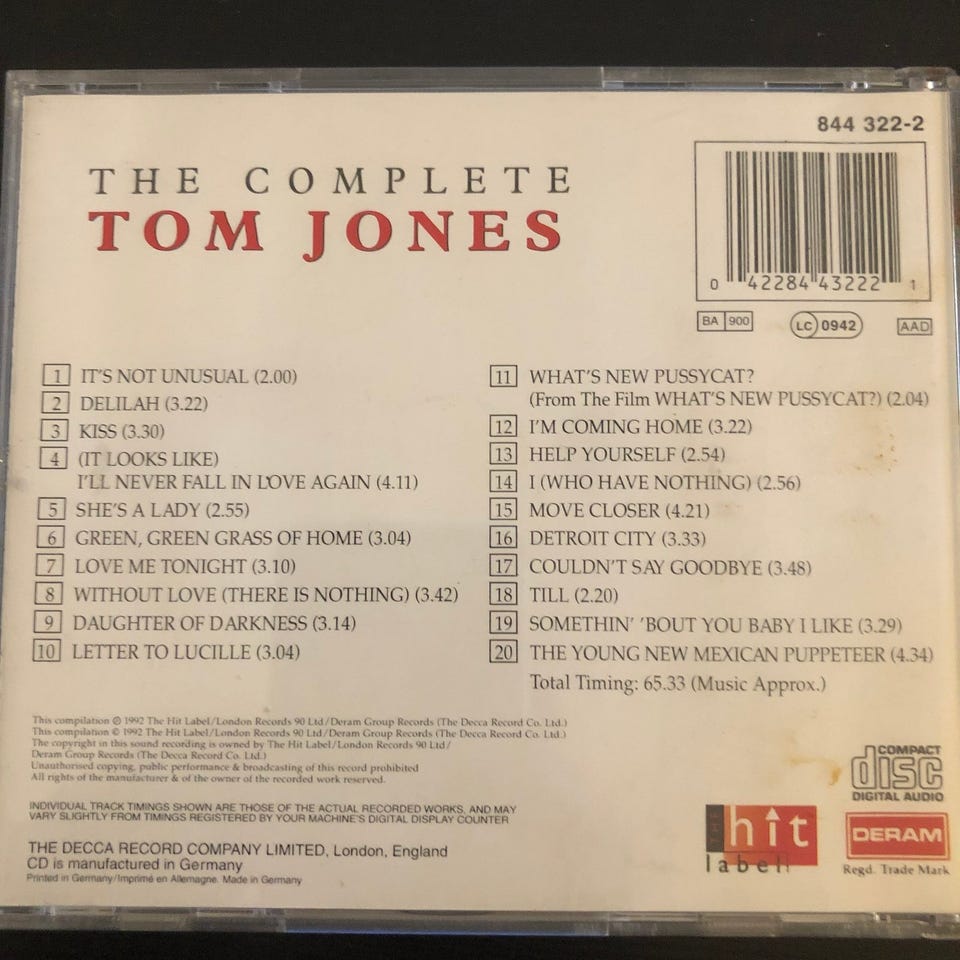 844 322-2
THE COMPLETE
TOM JONES
0 42284 43222 1
BA 900
LC 0942
AAD
1 IT'S NOT UNUSUAL (2.00)
2 DELILAH (3.22)
3 KISS (3.30)
4 (IT LOOKS LIKE)
I'LL NEVER FALL IN LOVE AGAIN (4.11)
5 SHE'S A LADY (2.55)
6 GREEN, GREEN GRASS OF HOME (3.04)
7 LOVE ME TONIGHT (3.10)
8 WITHOUT LOVE (THERE IS NOTHING) (3.42)
9 DAUGHTER OF DARKNESS (3.14)
10 LETTER TO LUCILLE (3.04)
11 WHAT'S NEW PUSSYCAT?
(From The Film WHAT'S NEW PUSSYCAT?) (2.04)
12 I'M COMING HOME (3.22)
13 HELP YOURSELF (2.54)
14 I (WHO HAVE NOTHING) (2.56)
15 MOVE CLOSER (4.21)
16 DETROIT CITY (3.33)
17 COULDN'T SAY GOODBYE (3.48)
18 TILL (2.20)
19 SOMETHIN' 'BOUT YOU BABY I LIKE (3.29)
20 THE YOUNG NEW MEXICAN PUPPETEER (4.34)
Total Timing: 65.33 (Music Approx.)
This compilation ℗ 1992 The Hit Label/London Records 90 Ltd/Deram Group Records (The Decca Record Co. Ltd.)
This compilation © 1992 The Hit Label/London Records 90 Ltd/Deram Group Records (The Decca Record Co. Ltd.)
The copyright in this sound recording is owned by The Hit Label/London Records 90 Ltd/
Deram Group Records (The Decca Record Co. Ltd.)
Unauthorised copying, public performance & broadcasting of this record prohibited
All rights of the manufacturer & of the owner of the recorded work reserved.
INDIVIDUAL TRACK TIMINGS SHOWN ARE THOSE OF THE ACTUAL RECORDED WORKS, AND MAY
VARY SLIGHTLY FROM TIMINGS REGISTERED BY YOUR MACHINE'S DIGITAL DISPLAY COUNTER
THE DECCA RECORD COMPANY LIMITED, London, England
CD is manufactured in Germany
Printed in Germany/Imprimé en Allemagne. Made in Germany
COMPACT
disc
DIGITAL AUDIO
THE hit
label
DERAM
Regd. Trade Mark